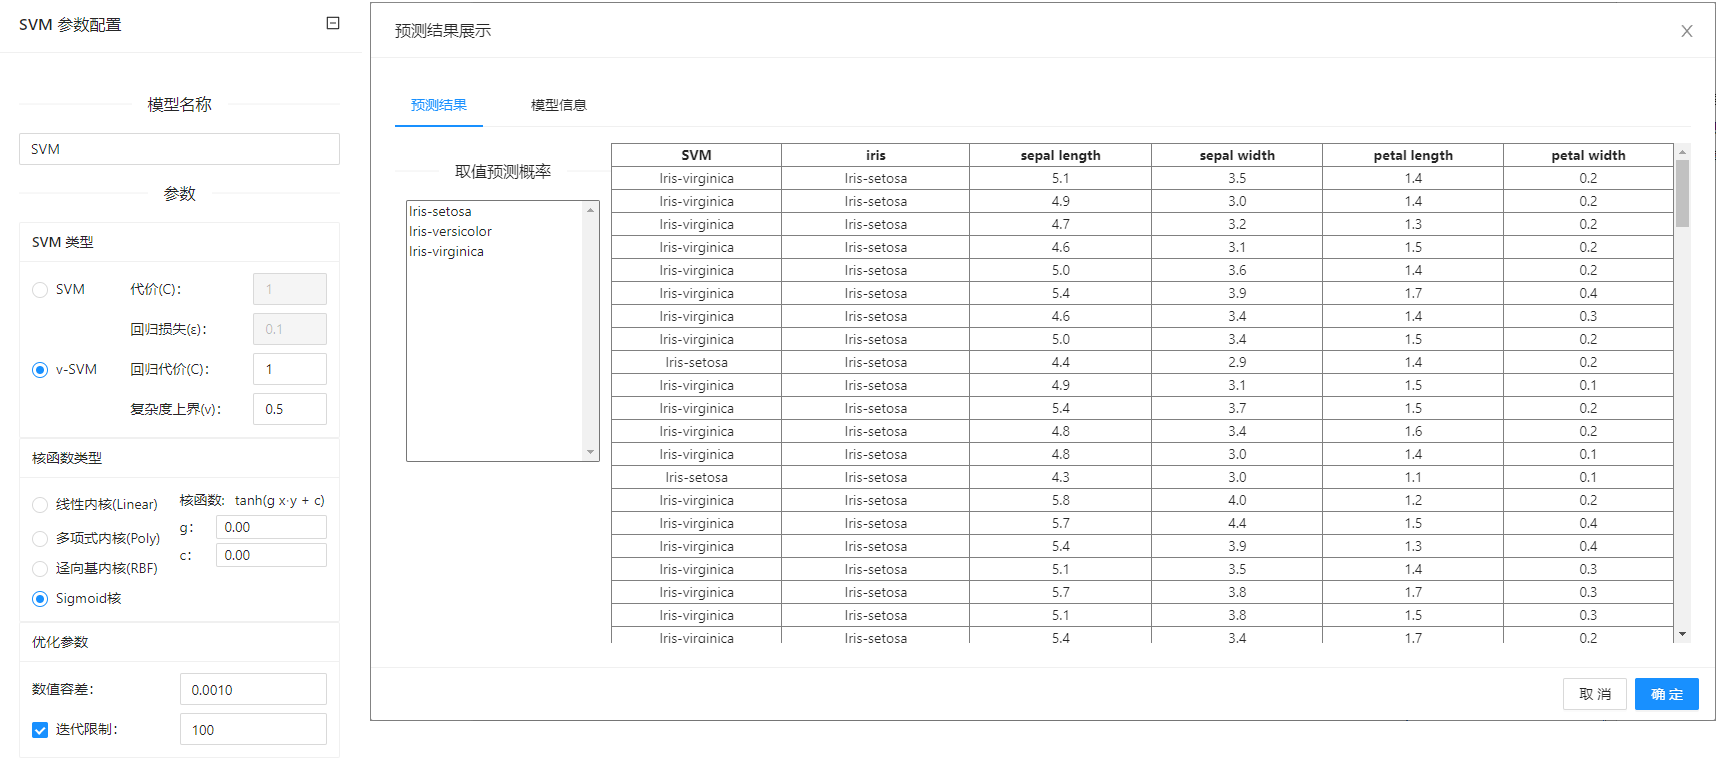 SVM 参数配置
模型名称
SVM
参数
SVM 类型
SVM 代价(C): 1
回归损失(ε): 0.1
v-SVM 回归代价(C): 1
复杂度上界(v): 0.5
核函数类型
线性内核(Linear) 核函数: tanh(g x·y + c)
g: 0.00
多项式内核(Poly)
c: 0.00
迳向基内核(RBF)
Sigmoid核
优化参数
数值容差: 0.0010
迭代限制: 100
预测结果展示
预测结果 模型信息
取值预测概率
Iris-setosa
Iris-versicolor
Iris-virginica
SVM iris sepal length sepal width petal length petal width
Iris-virginica Iris-setosa 5.1 3.5 1.4 0.2
Iris-virginica Iris-setosa 4.9 3.0 1.4 0.2
Iris-virginica Iris-setosa 4.7 3.2 1.3 0.2
Iris-virginica Iris-setosa 4.6 3.1 1.5 0.2
Iris-virginica Iris-setosa 5.0 3.6 1.4 0.2
Iris-virginica Iris-setosa 5.4 3.9 1.7 0.4
Iris-virginica Iris-setosa 4.6 3.4 1.4 0.3
Iris-virginica Iris-setosa 5.0 3.4 1.5 0.2
Iris-setosa Iris-setosa 4.4 2.9 1.4 0.2
Iris-virginica Iris-setosa 4.9 3.1 1.5 0.1
Iris-virginica Iris-setosa 5.4 3.7 1.5 0.2
Iris-virginica Iris-setosa 4.8 3.4 1.6 0.2
Iris-virginica Iris-setosa 4.8 3.0 1.4 0.1
Iris-setosa Iris-setosa 4.3 3.0 1.1 0.1
Iris-virginica Iris-setosa 5.8 4.0 1.2 0.2
Iris-virginica Iris-setosa 5.7 4.4 1.5 0.4
Iris-virginica Iris-setosa 5.4 3.9 1.3 0.4
Iris-virginica Iris-setosa 5.1 3.5 1.4 0.3
Iris-virginica Iris-setosa 5.7 3.8 1.7 0.3
Iris-virginica Iris-setosa 5.1 3.8 1.5 0.3
Iris-virginica Iris-setosa 5.4 3.4 1.7 0.2
取 消 确 定